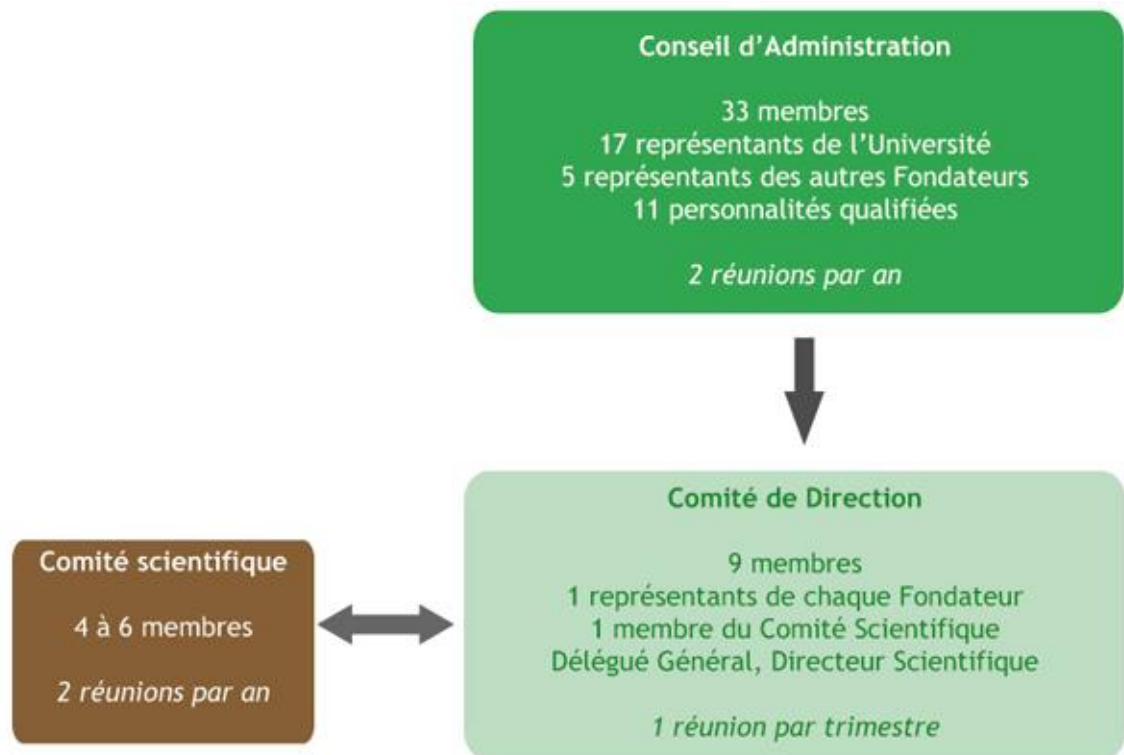 Conseil d'Administration
33 membres
17 représentants de l'Université
5 représentants des autres Fondateurs
11 personnalités qualifiées
2 réunions par an
Comité de Direction
9 membres
1 représentants de chaque Fondateur
1 membre du Comité Scientifique
Délégué Général, Directeur Scientifique
1 réunion par trimestre
Comité scientifique
4 à 6 membres
2 réunions par an